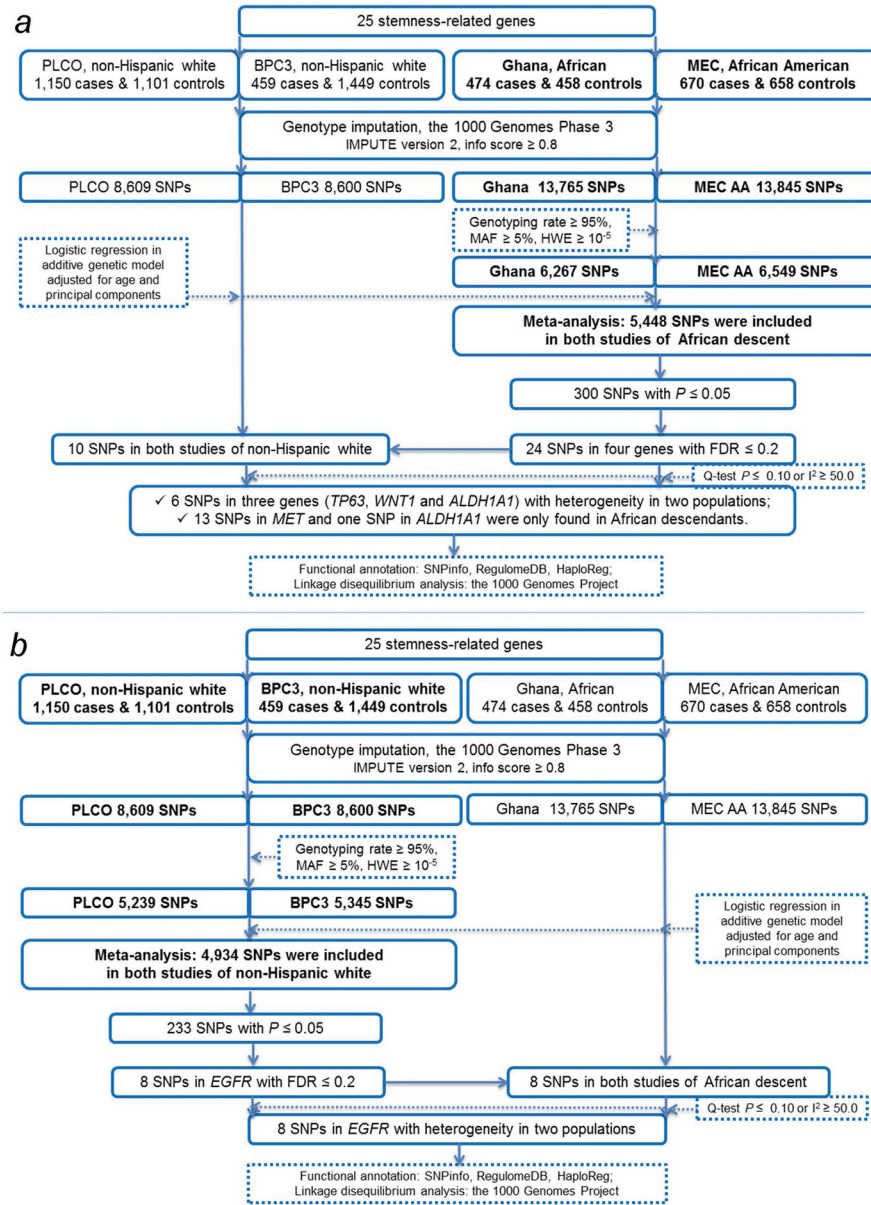 a
25 stemness-related genes
PLCO, non-Hispanic white
1,150 cases & 1,101 controls
BPC3, non-Hispanic white
459 cases & 1,449 controls
Ghana, African
474 cases & 458 controls
MEC, African American
670 cases & 658 controls
Genotype imputation, the 1000 Genomes Phase 3
IMPUTE version 2, info score ≥ 0.8
PLCO 8,609 SNPs
BPC3 8,600 SNPs
Ghana 13,765 SNPs
MEC AA 13,845 SNPs
Genotyping rate ≥ 95%,
MAF ≥ 5%, HWE ≥ 10⁻⁵
Logistic regression in
additive genetic model
adjusted for age and
principal components
Ghana 6,267 SNPs
MEC AA 6,549 SNPs
Meta-analysis: 5,448 SNPs were included
in both studies of African descent
300 SNPs with P ≤ 0.05
10 SNPs in both studies of non-Hispanic white
24 SNPs in four genes with FDR ≤ 0.2
Q-test P ≤ 0.10 or I² ≥ 50.0
✓ 6 SNPs in three genes (TP63, WNT1 and ALDH1A1) with heterogeneity in two populations;
✓ 13 SNPs in MET and one SNP in ALDH1A1 were only found in African descendants.
Functional annotation: SNPinfo, RegulomeDB, HaploReg;
Linkage disequilibrium analysis: the 1000 Genomes Project
b
25 stemness-related genes
PLCO, non-Hispanic white
1,150 cases & 1,101 controls
BPC3, non-Hispanic white
459 cases & 1,449 controls
Ghana, African
474 cases & 458 controls
MEC, African American
670 cases & 658 controls
Genotype imputation, the 1000 Genomes Phase 3
IMPUTE version 2, info score ≥ 0.8
PLCO 8,609 SNPs
BPC3 8,600 SNPs
Ghana 13,765 SNPs
MEC AA 13,845 SNPs
Genotyping rate ≥ 95%,
MAF ≥ 5%, HWE ≥ 10⁻⁵
PLCO 5,239 SNPs
BPC3 5,345 SNPs
Logistic regression in
additive genetic model
adjusted for age and
principal components
Meta-analysis: 4,934 SNPs were included
in both studies of non-Hispanic white
233 SNPs with P ≤ 0.05
8 SNPs in EGFR with FDR ≤ 0.2
8 SNPs in both studies of African descent
Q-test P ≤ 0.10 or I² ≥ 50.0
8 SNPs in EGFR with heterogeneity in two populations
Functional annotation: SNPinfo, RegulomeDB, HaploReg;
Linkage disequilibrium analysis: the 1000 Genomes Project